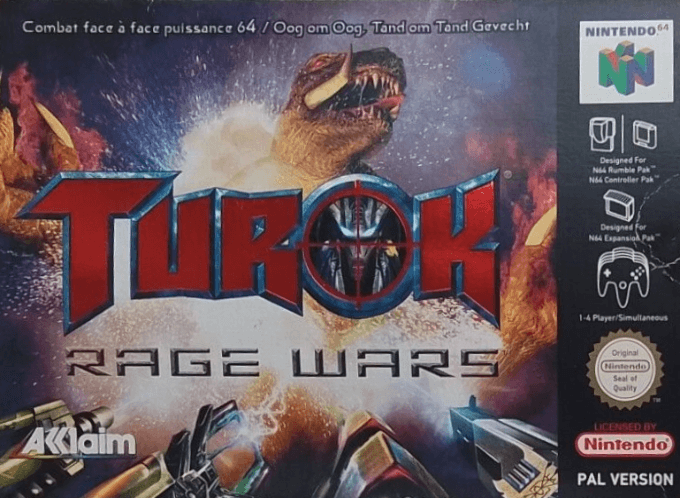 Combat face à face puissance 64 / Oog om Oog, Tand om Tand Gevecht
NINTENDO64
TUROK®
RAGE WARS
AKKlaim
Designed For
N64 Rumble Pak™
N64 Controller Pak™
Designed For
N64 Expansion Pak™
1-4 Player/Simultaneous
Original
Nintendo
Seal of
Quality
TM
LICENSED BY
Nintendo®
PAL VERSION